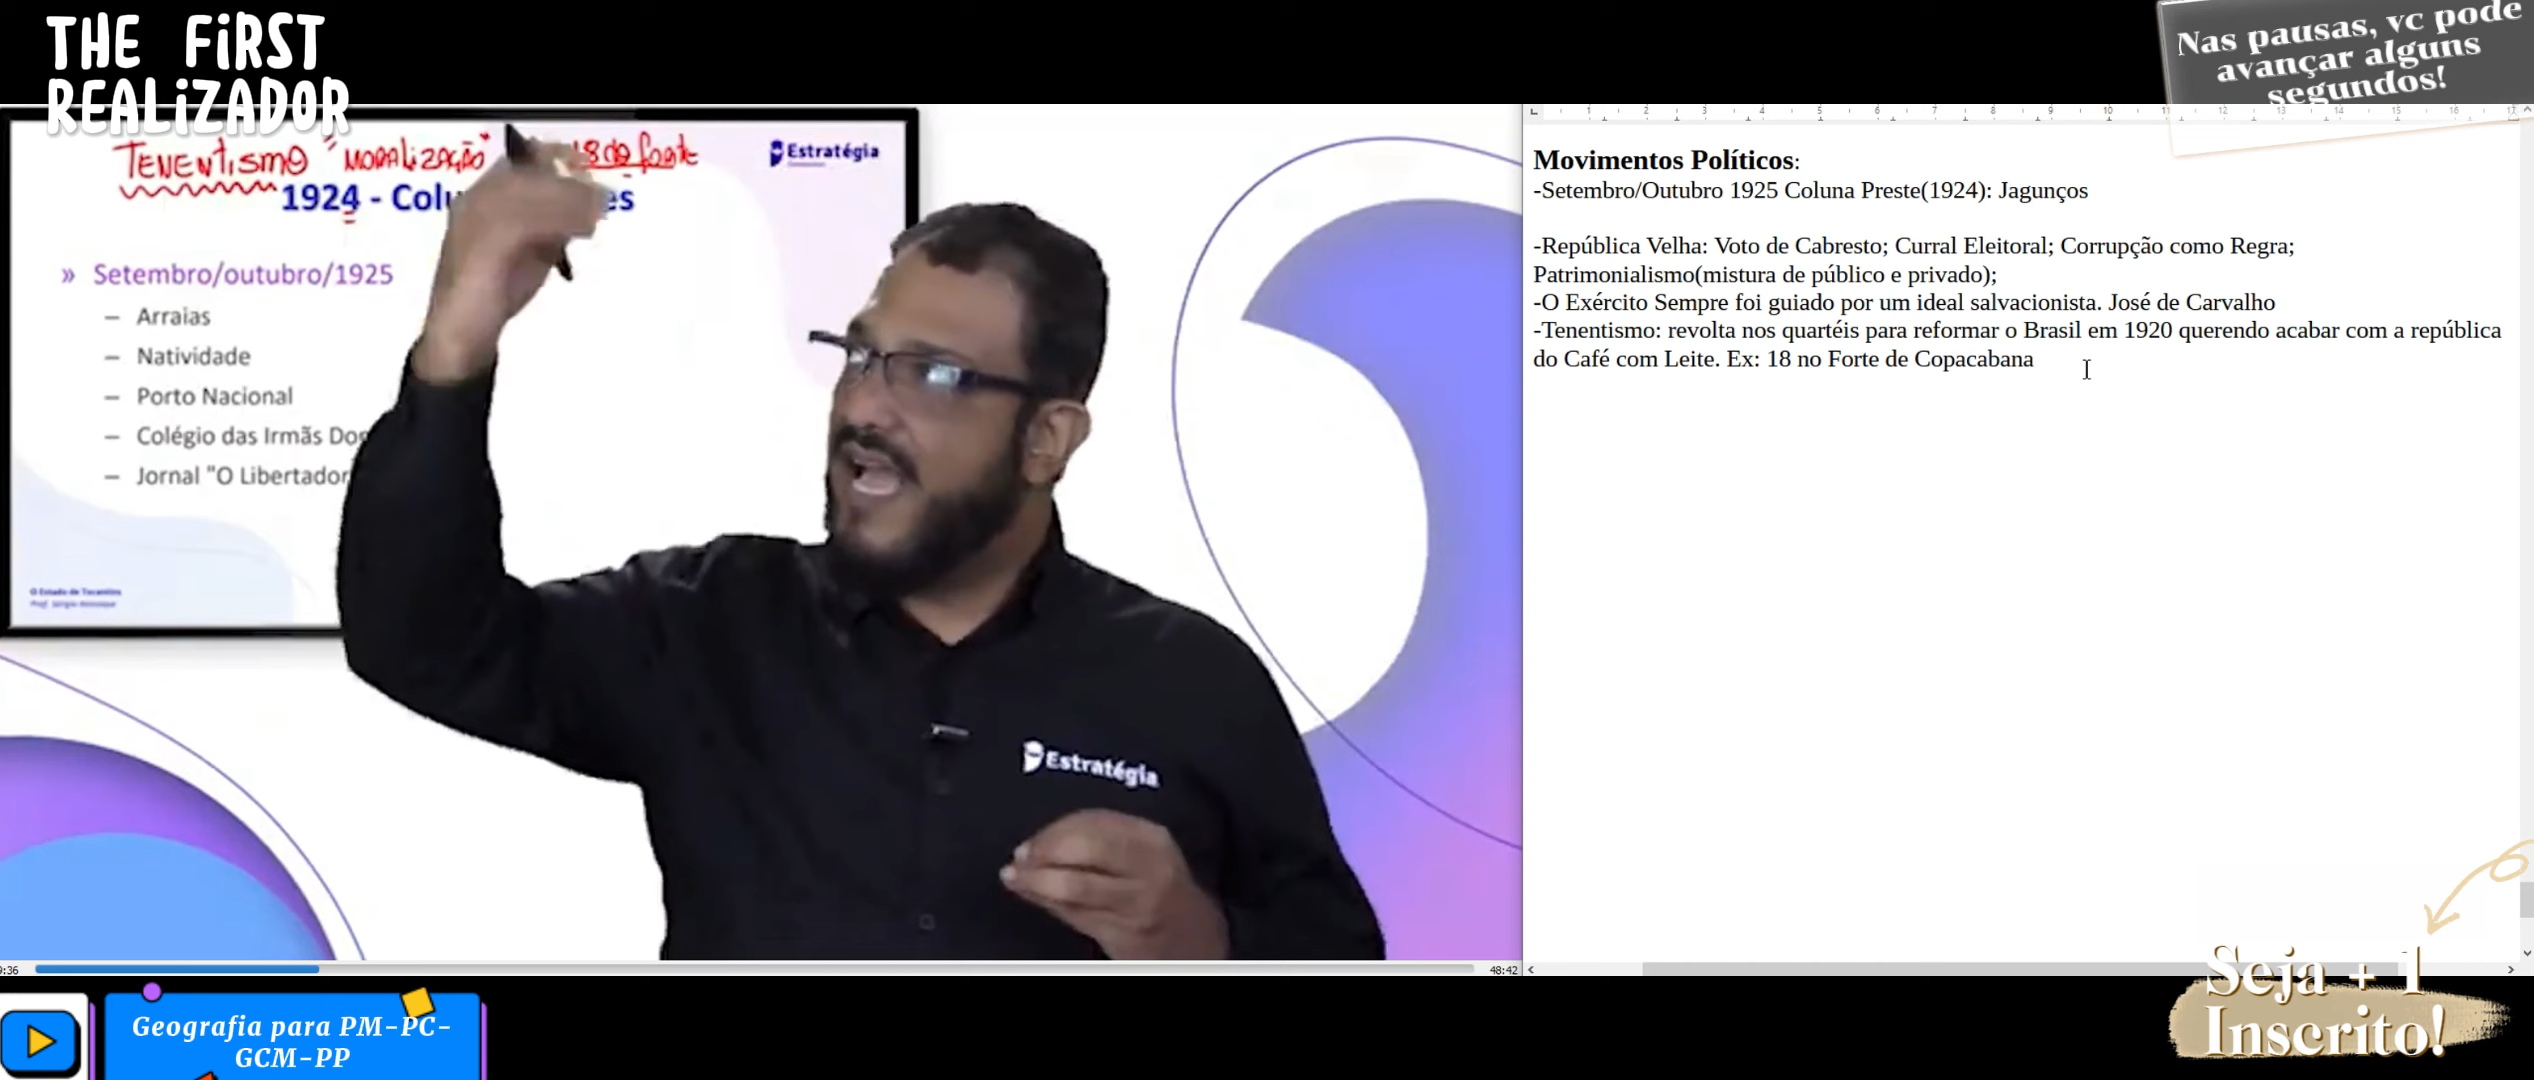 THE FiRST
REALiZADOR
Nas pausas, vc pode
avançar alguns
segundos!
TENENTISMO "MORALIZAÇÃO" 18 do forte
Estratégia
1924 - Colu es
» Setembro/outubro/1925
– Arraias
– Natividade
– Porto Nacional
– Colégio das Irmãs Do
– Jornal "O Libertador
O Estado de Tocantins
Estratégia
Movimentos Políticos:
-Setembro/Outubro 1925 Coluna Preste(1924): Jagunços
-República Velha: Voto de Cabresto; Curral Eleitoral; Corrupção como Regra;
Patrimonialismo(mistura de público e privado);
-O Exército Sempre foi guiado por um ideal salvacionista. José de Carvalho
-Tenentismo: revolta nos quartéis para reformar o Brasil em 1920 querendo acabar com a república
do Café com Leite. Ex: 18 no Forte de Copacabana
:36
48:42
Geografia para PM-PC-
GCM-PP
Seja + 1
Inscrito!